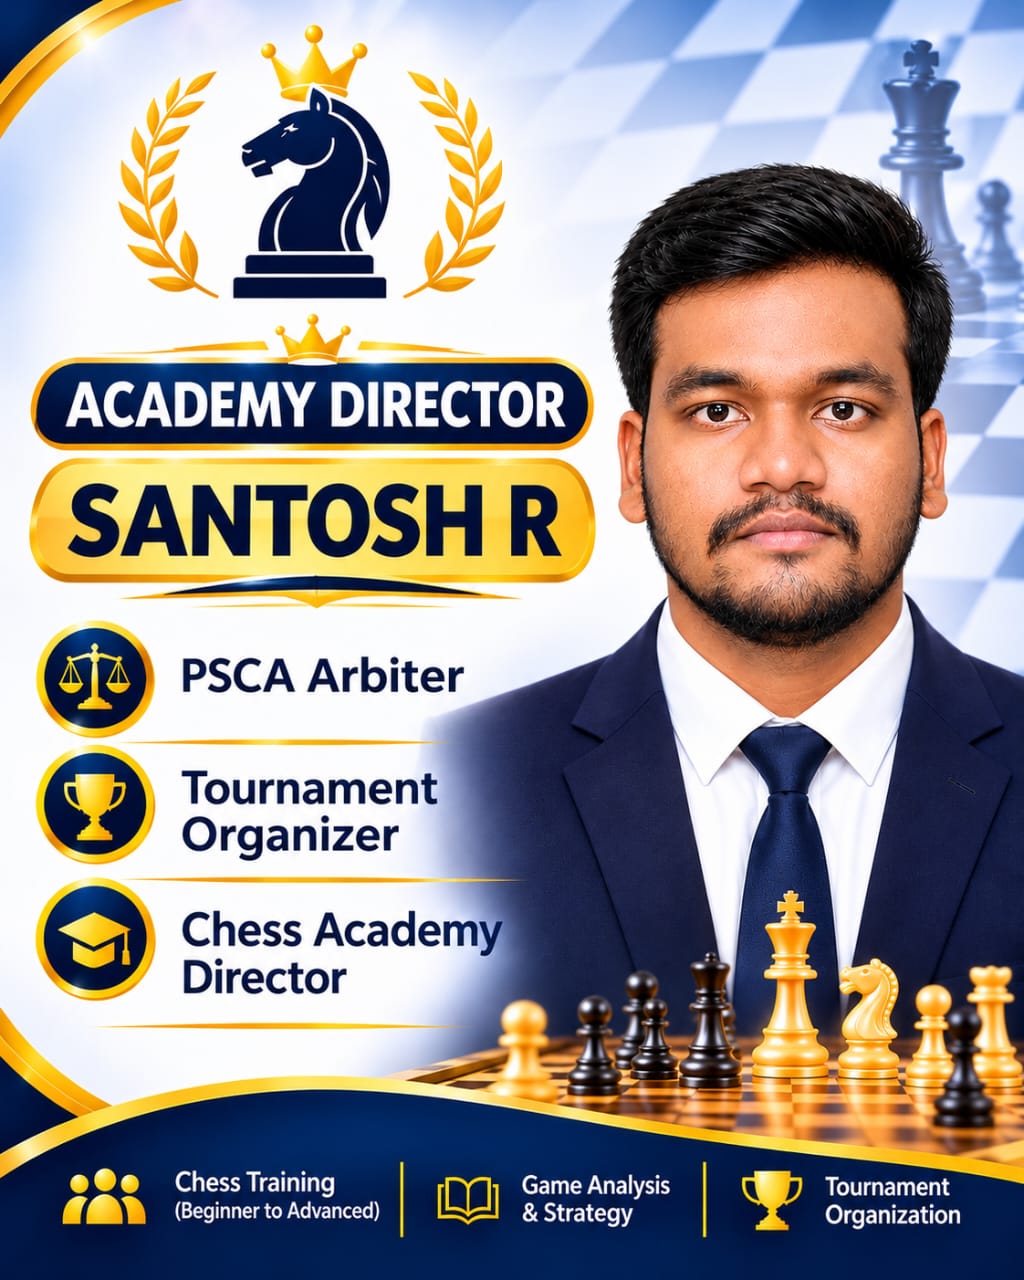 ACADEMY DIRECTOR
SANTOSH R
PSCA Arbiter
Tournament
Organizer
Chess Academy
Director
Chess Training
(Beginner to Advanced)
Game Analysis
& Strategy
Tournament
Organization